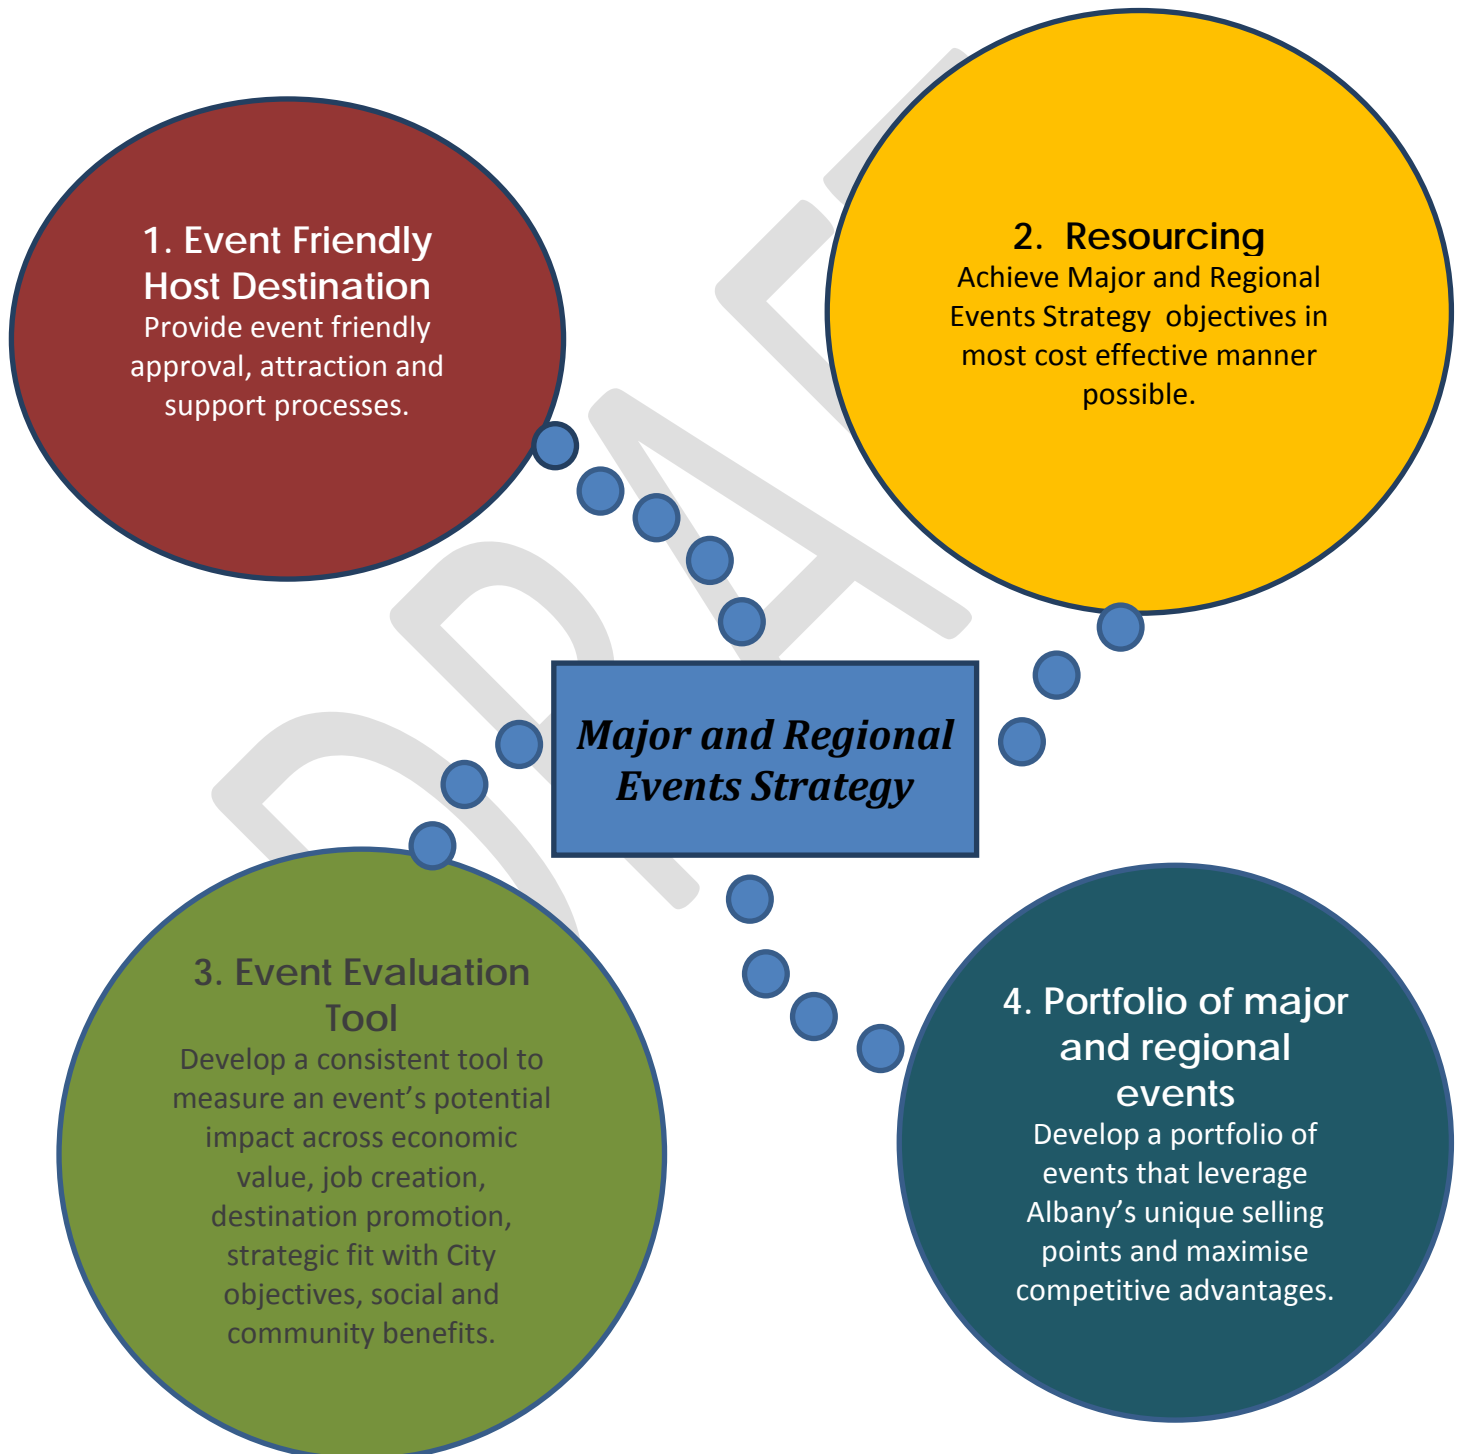 1. Event Friendly
Host Destination
Provide event friendly
approval, attraction and
support processes.
2. Resourcing
Achieve Major and Regional
Events Strategy objectives in
most cost effective manner
possible.
Major and Regional
Events Strategy
3. Event Evaluation
Tool
Develop a consistent tool to
measure an event’s potential
impact across economic
value, job creation,
destination promotion,
strategic fit with City
objectives, social and
community benefits.
4. Portfolio of major
and regional
events
Develop a portfolio of
events that leverage
Albany’s unique selling
points and maximise
competitive advantages.
DRAFT